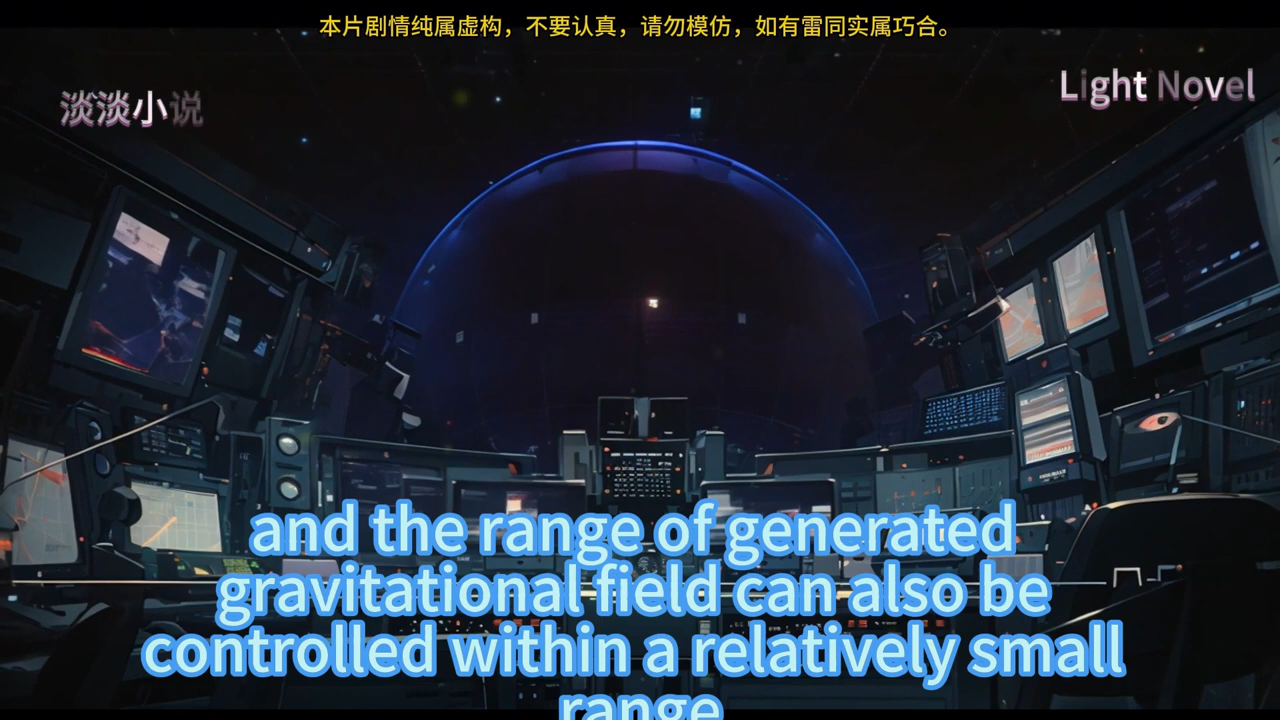 本片剧情纯属虚构，不要认真，请勿模仿，如有雷同实属巧合。
淡淡小说
Light Novel
and the range of generated
gravitational field can also be
controlled within a relatively small
range